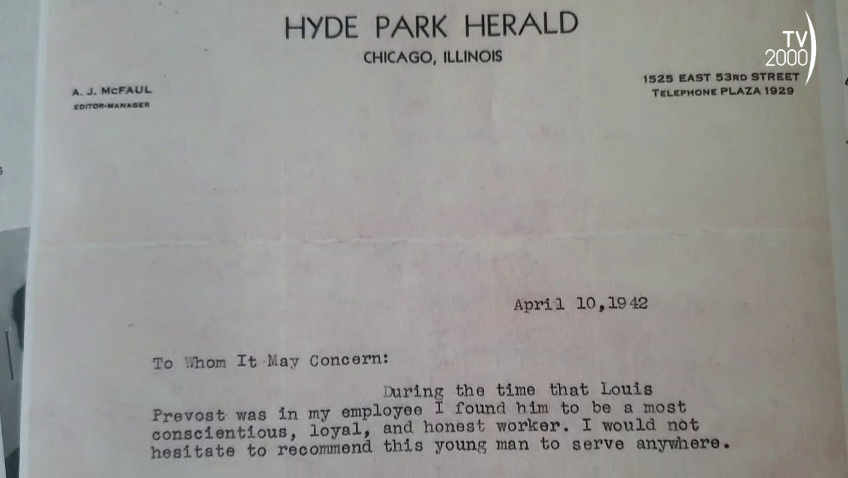 HYDE PARK HERALD
CHICAGO, ILLINOIS
TV
2000
A. J. McFAUL
EDITOR-MANAGER
1525 EAST 53RD STREET
TELEPHONE PLAZA 1929
April 10,1942
To Whom It May Concern:
During the time that Louis
Prevost was in my employee I found him to be a most
conscientious, loyal, and honest worker. I would not
hesitate to recommend this young man to serve anywhere.